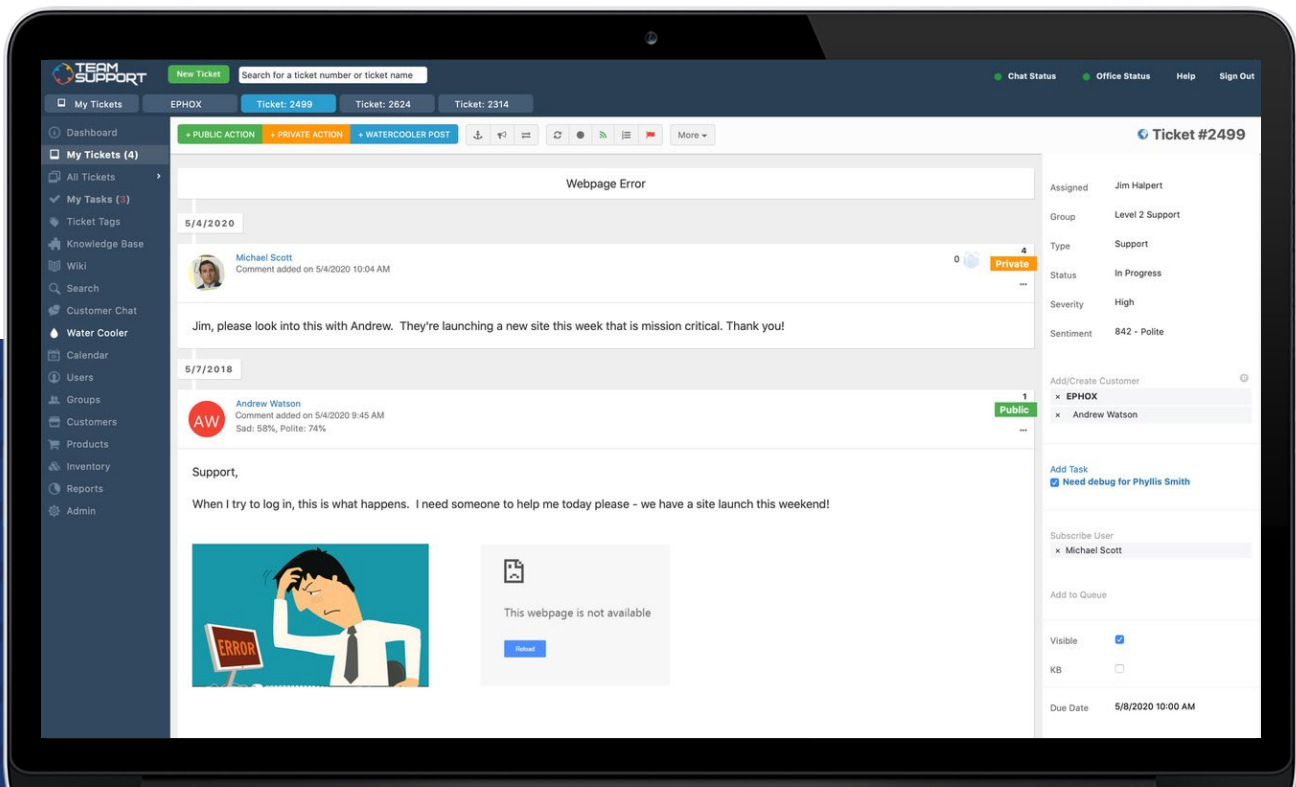 TEAM
SUPPORT
New Ticket
Search for a ticket number or ticket name
Chat Status
Office Status
Help
Sign Out
My Tickets
EPHOX
Ticket: 2499
Ticket: 2624
Ticket: 2314
Dashboard
My Tickets (4)
All Tickets
My Tasks (3)
Ticket Tags
Knowledge Base
Wiki
Search
Customer Chat
Water Cooler
Calendar
Users
Groups
Customers
Products
Inventory
Reports
Admin
+ PUBLIC ACTION
+ PRIVATE ACTION
+ WATERCOOLER POST
More
Ticket #2499
Webpage Error
5/4/2020
Michael Scott
Comment added on 5/4/2020 10:04 AM
0
4
Private
Jim, please look into this with Andrew. They're launching a new site this week that is mission critical. Thank you!
5/7/2018
AW
Andrew Watson
Comment added on 5/4/2020 9:45 AM
Sad: 58%, Polite: 74%
1
Public
Support,
When I try to log in, this is what happens. I need someone to help me today please - we have a site launch this weekend!
ERROR
This webpage is not available
Reload
Assigned Jim Halpert
Group Level 2 Support
Type Support
Status In Progress
Severity High
Sentiment 842 - Polite
Add/Create Customer
× EPHOX
× Andrew Watson
Add Task
Need debug for Phyllis Smith
Subscribe User
× Michael Scott
Add to Queue
Visible
KB
Due Date 5/8/2020 10:00 AM